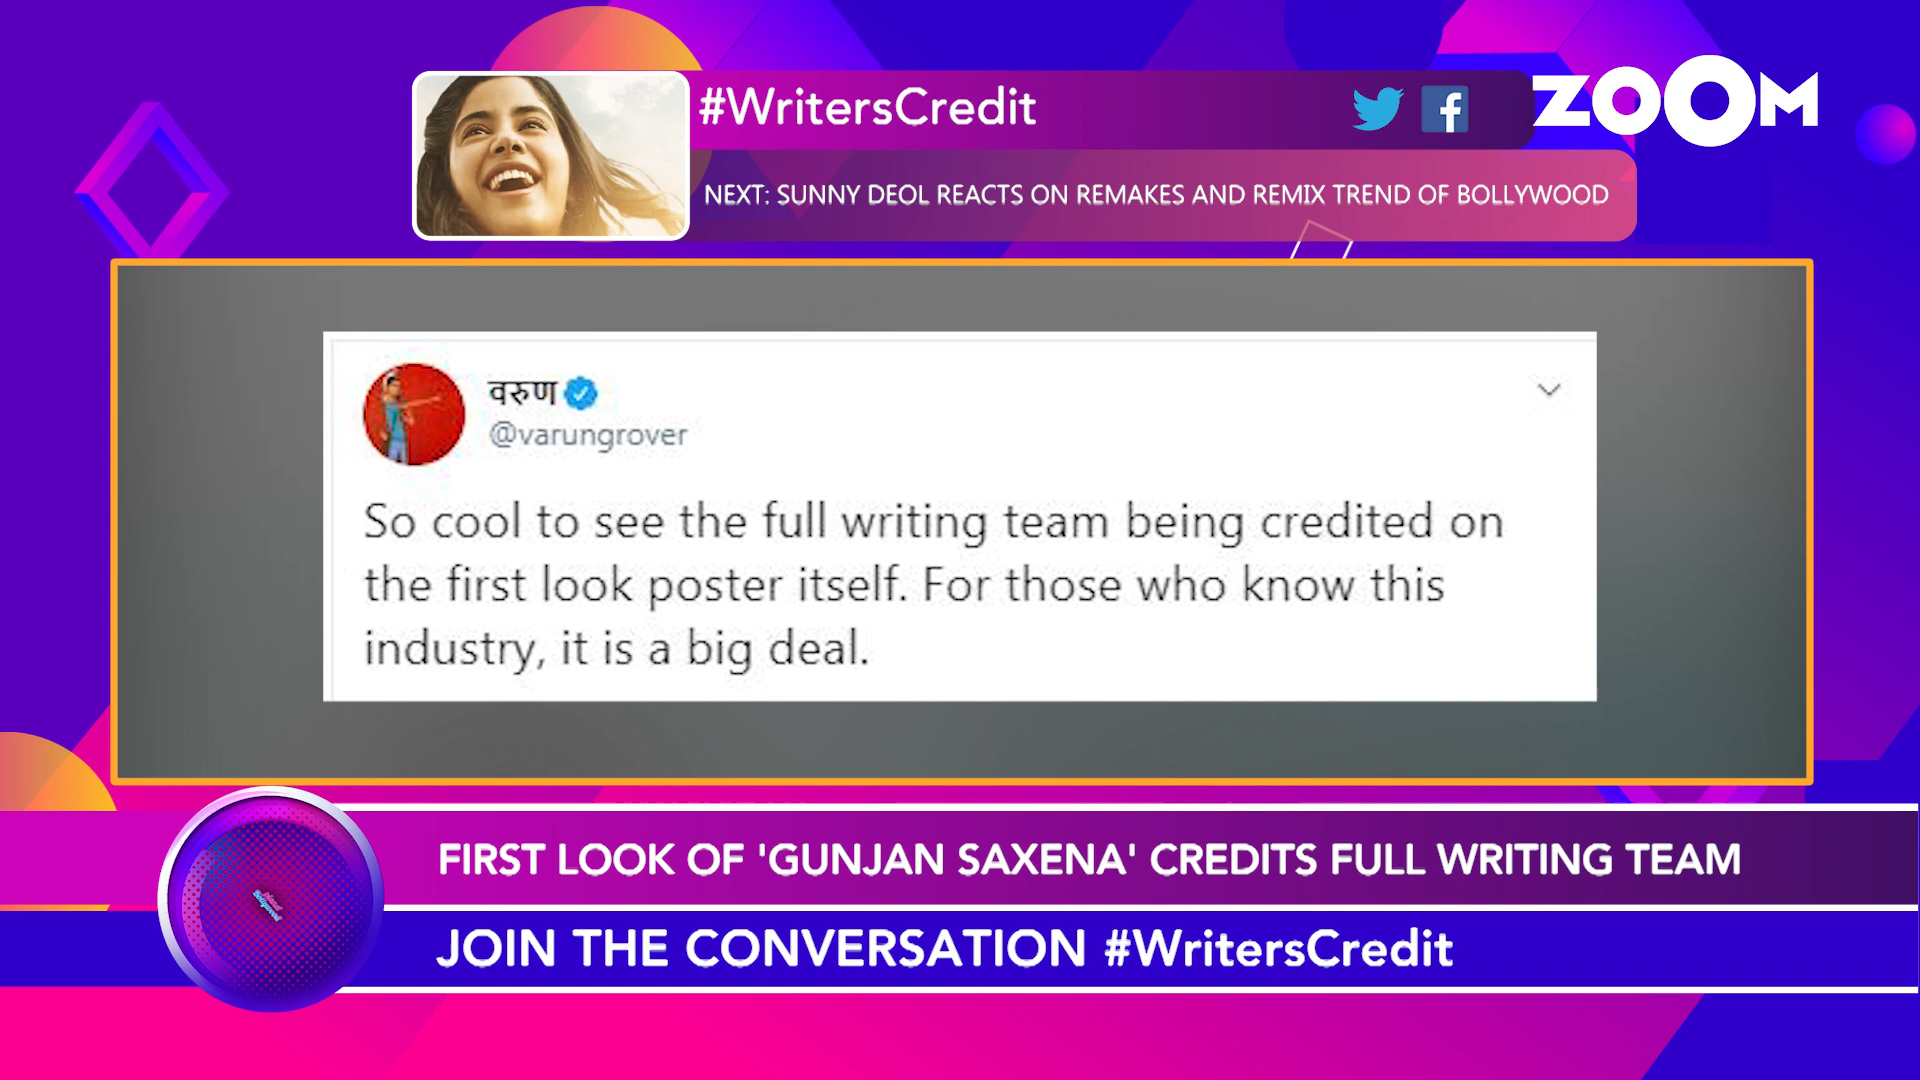 #WritersCredit
ZOOM
NEXT: SUNNY DEOL REACTS ON REMAKES AND REMIX TREND OF BOLLYWOOD
वरुण
@varungrover
So cool to see the full writing team being credited on
the first look poster itself. For those who know this
industry, it is a big deal.
FIRST LOOK OF 'GUNJAN SAXENA' CREDITS FULL WRITING TEAM
JOIN THE CONVERSATION #WritersCredit